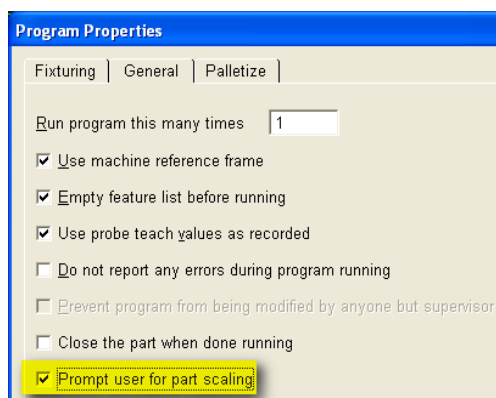 Program Properties
Fixturing General Palletize
Run program this many times 1
Use machine reference frame
Empty feature list before running
Use probe teach values as recorded
Do not report any errors during program running
Prevent program from being modified by anyone but supervisor
Close the part when done running
Prompt user for part scaling